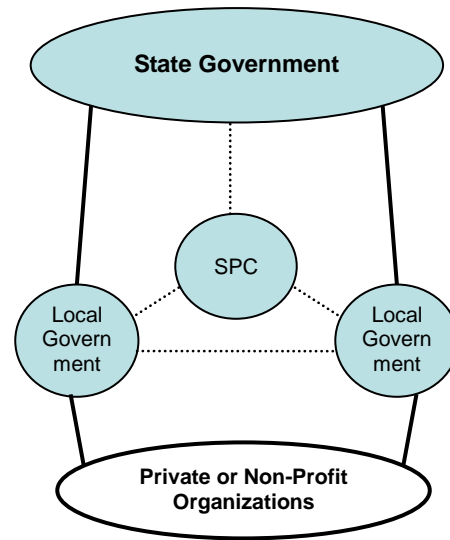 State Government
SPC
Local
Govern
ment
Local
Govern
ment
Private or Non-Profit
Organizations